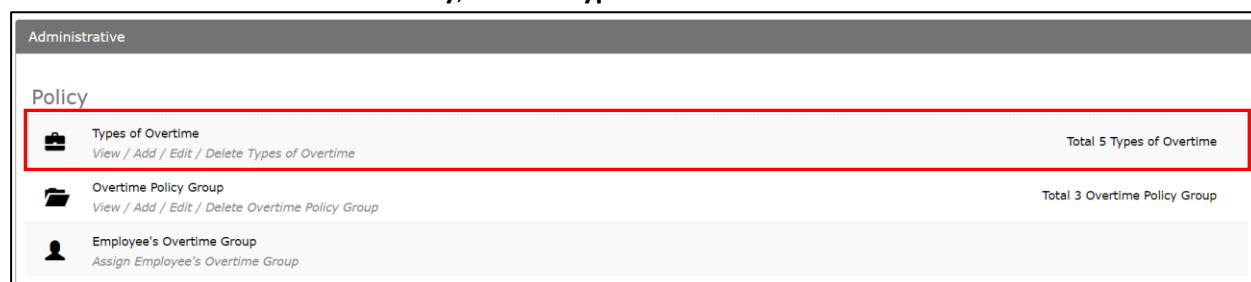 Administrative
Policy
Types of Overtime
View / Add / Edit / Delete Types of Overtime
Total 5 Types of Overtime
Overtime Policy Group
View / Add / Edit / Delete Overtime Policy Group
Total 3 Overtime Policy Group
Employee's Overtime Group
Assign Employee's Overtime Group